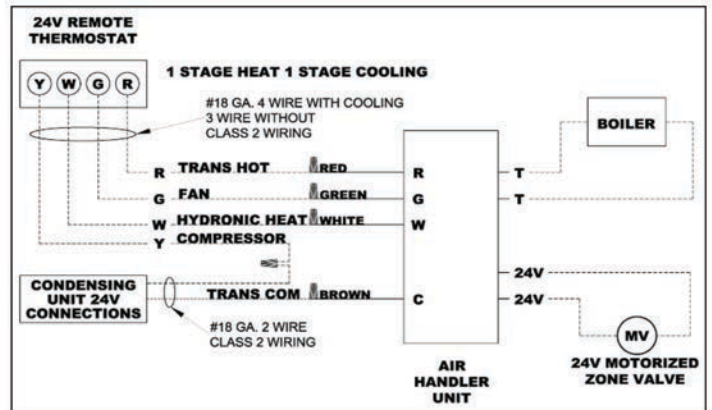 24V REMOTE
THERMOSTAT
Y W G R
1 STAGE HEAT 1 STAGE COOLING
#18 GA. 4 WIRE WITH COOLING
3 WIRE WITHOUT
CLASS 2 WIRING
BOILER
R TRANS HOT RED R T
G FAN GREEN G T
W HYDRONIC HEAT WHITE W
Y COMPRESSOR
24V
CONDENSING
UNIT 24V
CONNECTIONS
TRANS COM BROWN C 24V
#18 GA. 2 WIRE
CLASS 2 WIRING
MV
AIR
HANDLER
UNIT
24V MOTORIZED
ZONE VALVE